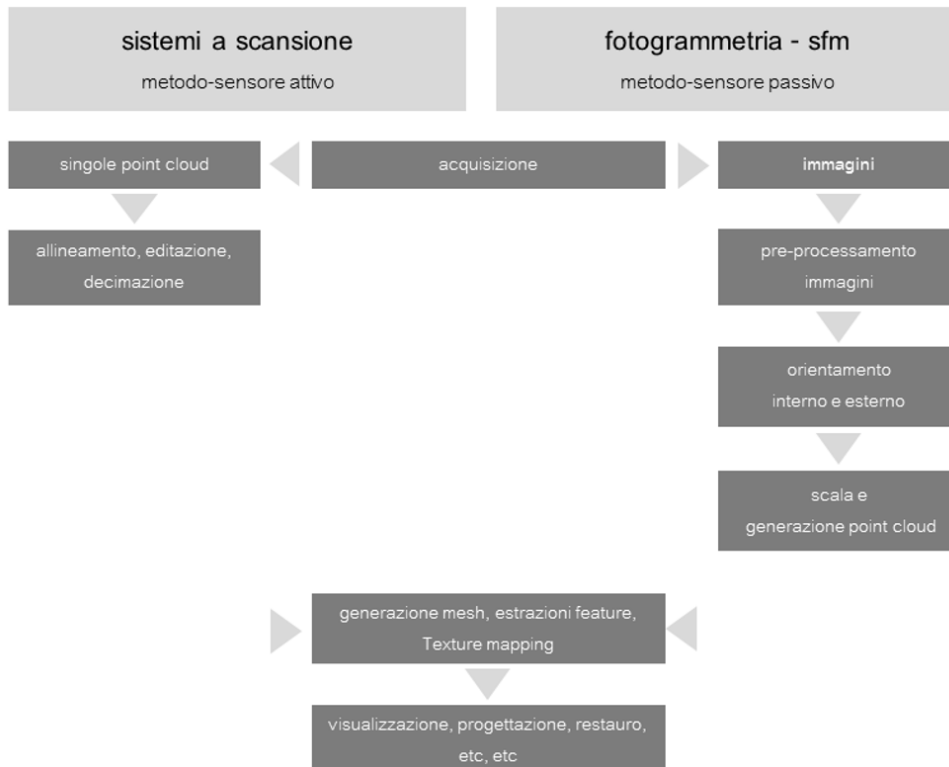 sistemi a scansione
metodo-sensore attivo
fotogrammetria - sfm
metodo-sensore passivo
singole point cloud
acquisizione
immagini
allineamento, editazione,
decimazione
pre-processamento
immagini
orientamento
interno e esterno
scala e
generazione point cloud
generazione mesh, estrazioni feature,
Texture mapping
visualizzazione, progettazione, restauro,
etc, etc